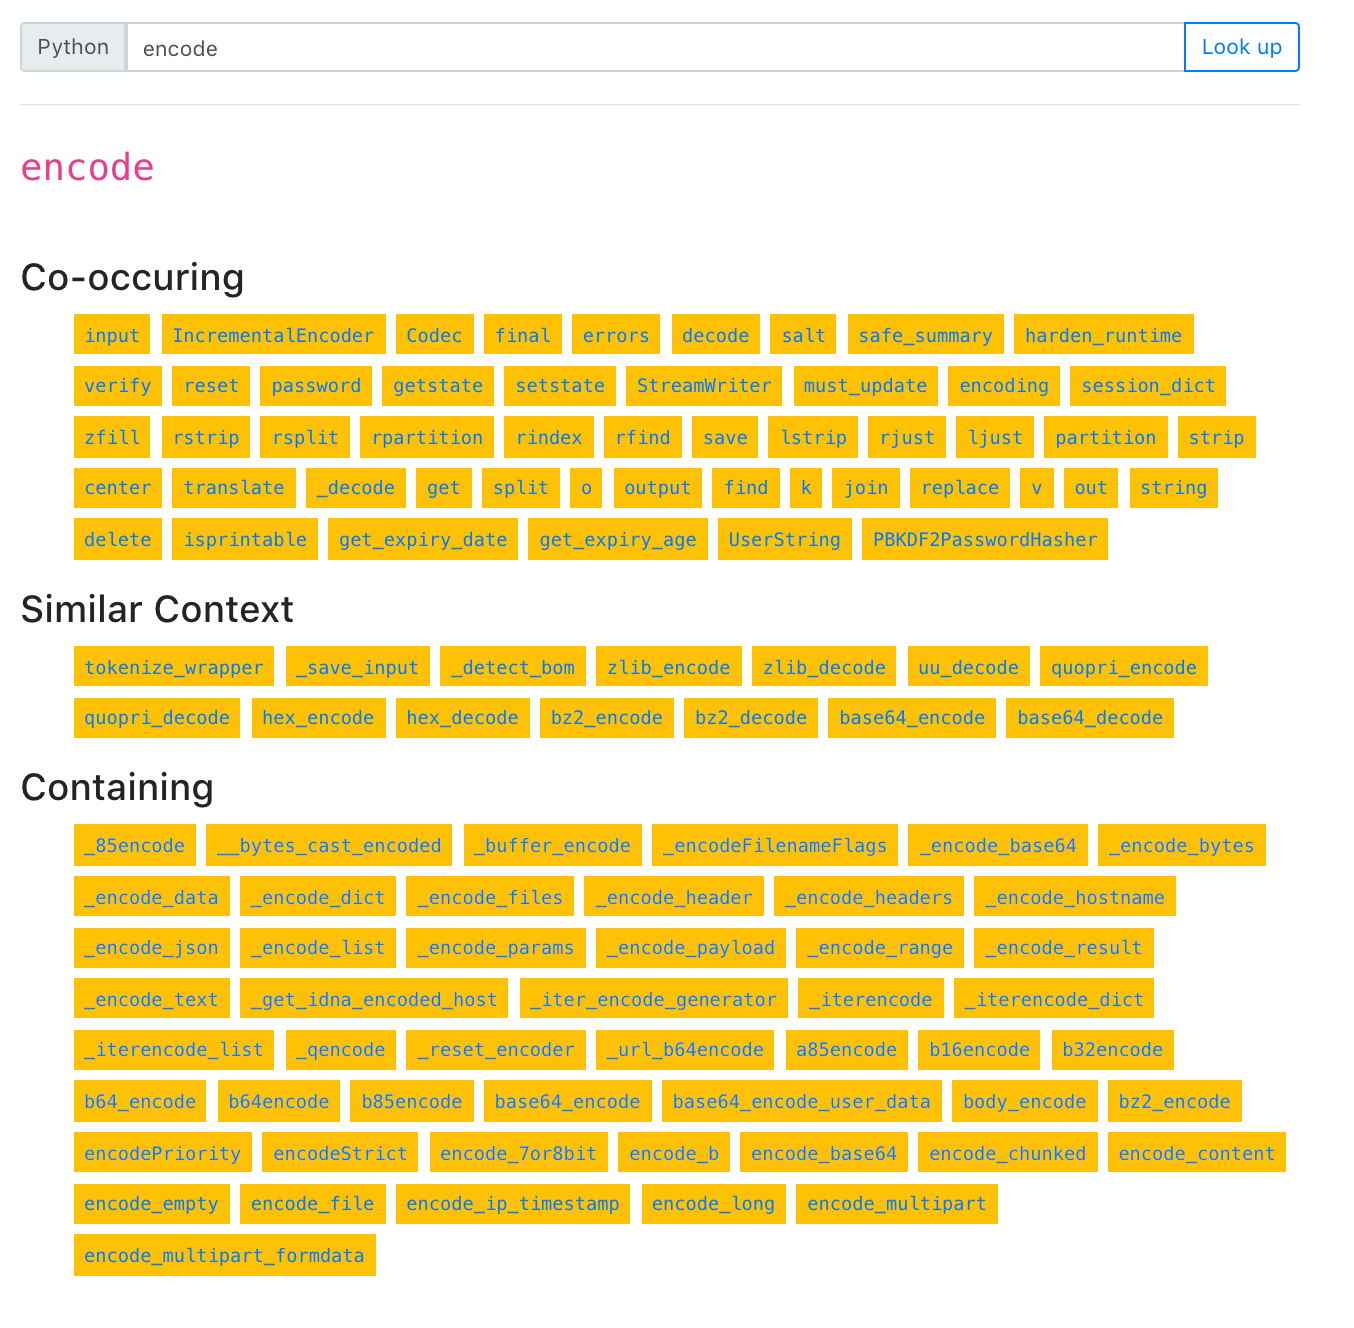 Python encode Look up
encode
Co-occuring
input IncrementalEncoder Codec final errors decode salt safe_summary harden_runtime
verify reset password getstate setstate StreamWriter must_update encoding session_dict
zfill rstrip rsplit rpartition rindex rfind save lstrip rjust ljust partition strip
center translate _decode get split o output find k join replace v out string
delete isprintable get_expiry_date get_expiry_age UserString PBKDF2PasswordHasher
Similar Context
tokenize_wrapper _save_input _detect_bom zlib_encode zlib_decode uu_decode quopri_encode
quopri_decode hex_encode hex_decode bz2_encode bz2_decode base64_encode base64_decode
Containing
_85encode __bytes_cast_encoded _buffer_encode _encodeFilenameFlags _encode_base64 _encode_bytes
_encode_data _encode_dict _encode_files _encode_header _encode_headers _encode_hostname
_encode_json _encode_list _encode_params _encode_payload _encode_range _encode_result
_encode_text _get_idna_encoded_host _iter_encode_generator _iterencode _iterencode_dict
_iterencode_list _qencode _reset_encoder _url_b64encode a85encode b16encode b32encode
b64_encode b64encode b85encode base64_encode base64_encode_user_data body_encode bz2_encode
encodePriority encodeStrict encode_7or8bit encode_b encode_base64 encode_chunked encode_content
encode_empty encode_file encode_ip_timestamp encode_long encode_multipart
encode_multipart_formdata